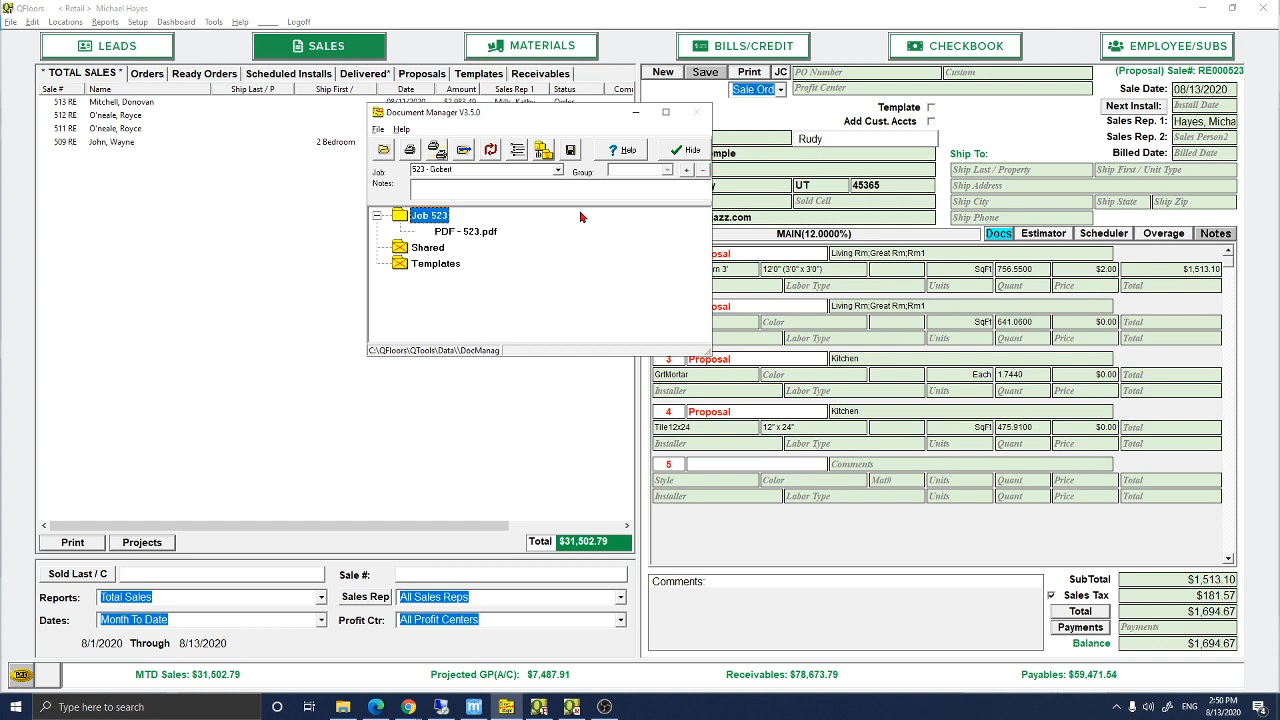 QFloors < Retail > Michael Hayes
File Edit Locations Reports Setup Dashboard Tools Help Logoff
LEADS SALES MATERIALS BILLS/CREDIT CHECKBOOK EMPLOYEE/SUBS
* TOTAL SALES * Orders Ready Orders Scheduled Installs Delivered* Proposals Templates Receivables
Sale # Name Ship Last / P Ship First / Date Amount Sales Rep 1 Status
513 RE Mitchell, Donovan 08/11/2020 $2,983.49 Mills, Kathy Order
512 RE O'neale, Royce
511 RE O'neale, Royce
509 RE John, Wayne 2 Bedroom
Document Manager V3.5.0
File Help
Help Hide
Job: 523 - Gobert Group: + -
Notes:
Job 523
PDF - 523.pdf
Shared
Templates
C:\QFloors\QTools\Data\\DocManag
Print Projects Total $31,502.79
Sold Last / C Sale #:
Reports: Total Sales Sales Rep All Sales Reps
Dates: Month To Date Profit Ctr: All Profit Centers
8/1/2020 Through 8/13/2020
New Save Print JC PO Number Custom (Proposal) Sale#: RE000523
Sale Ord Profit Center Sale Date: 08/13/2020
Template Next Install: Install Date
Add Cust. Accts Sales Rep. 1: Hayes, Micha
Rudy Sales Rep. 2: Sales Person2
mple Ship To: Billed Date: Billed Date
Ship Last / Property Ship First / Unit Type
y UT 45365 Ship Address
Sold Cell Ship City Ship State Ship Zip
azz.com Ship Phone
MAIN(12.0000%) Docs Estimator Scheduler Overage Notes
osal Living Rm;Great Rm;Rm1
rn 3' 12'0" (3'0"x 3'0") SqFt 756.5500 $2.00 $1,513.10
Labor Type Units Quant Price Total
osal Living Rm;Great Rm;Rm1
Color SqFt 641.0600 $0.00 Total
Labor Type Units Quant Price Total
3 Proposal Kitchen
GrtMortar Color Each 1.7440 $0.00 Total
Installer Labor Type Units Quant Price Total
4 Proposal Kitchen
Tile12x24 12" x 24" SqFt 475.9100 $0.00 Total
Installer Labor Type Units Quant Price Total
5 Comments
Style Color Mat# Units Quant Price Total
Installer Labor Type Units Quant Price Total
Comments: SubTotal $1,513.10
Sales Tax $181.57
Total $1,694.67
Payments Payments
Balance $1,694.67
MTD Sales: $31,502.79 Projected GP(A/C): $7,487.91 Receivables: $78,673.79 Payables: $59,471.54
Type here to search
2:50 PM
8/13/2020